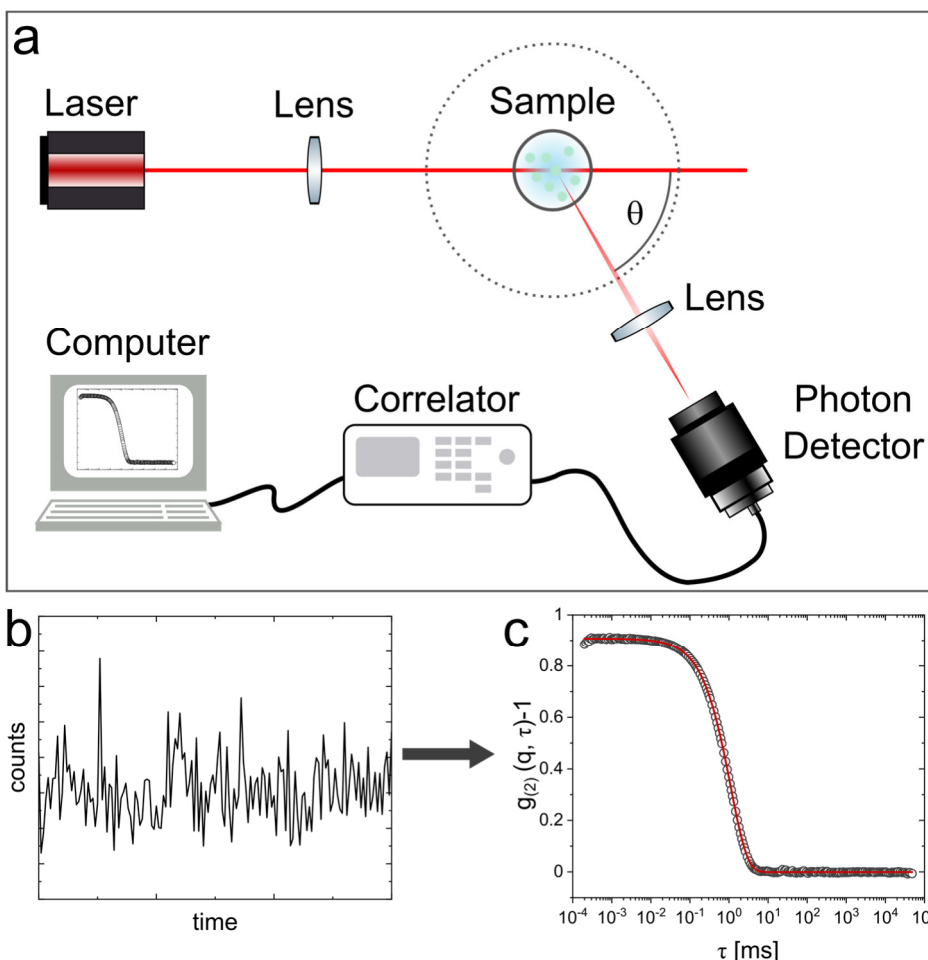 a
Laser
Lens
Sample
θ
Lens
Computer
Correlator
Photon
Detector
b
counts
time
c
g(2) (q, τ)-1
1
0.8
0.6
0.4
0.2
0
10⁻⁴ 10⁻³ 10⁻² 10⁻¹ 10⁰ 10¹ 10² 10³ 10⁴ 10
τ [ms]